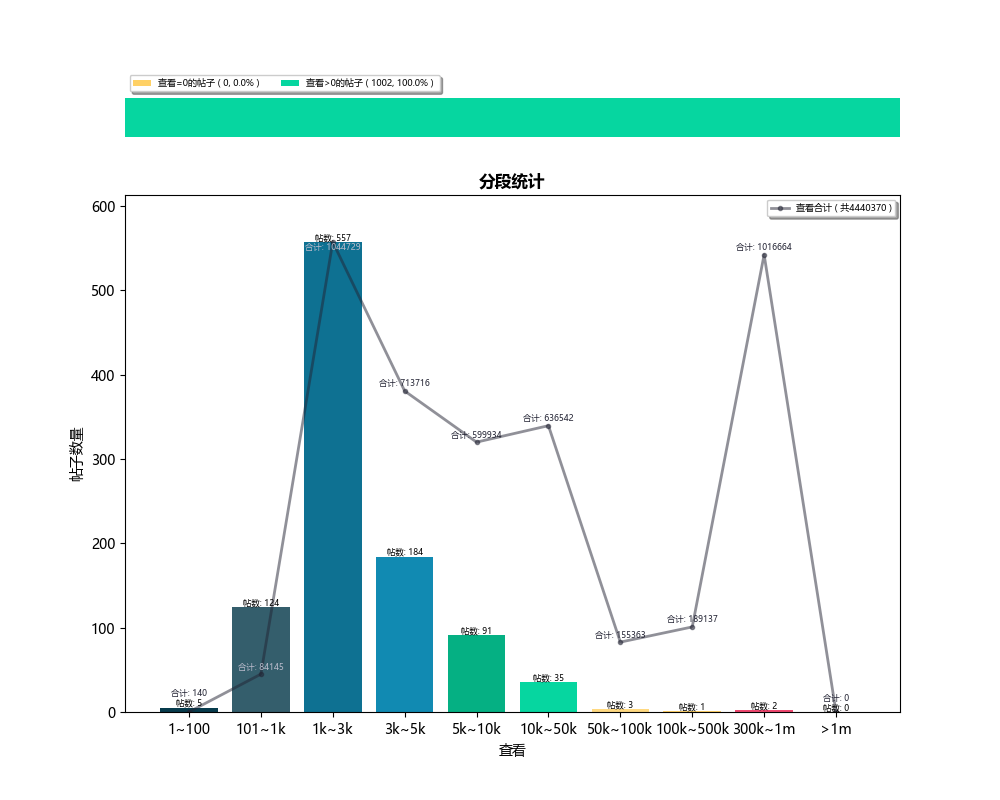 查看=0的帖子 ( 0, 0.0% ) 查看>0的帖子 ( 1002, 100.0% )
分段统计
查看合计 ( 共4440370 )
600
500
400
300
200
100
0
帖子数量
帖数: 557
合计: 1044729
合计: 1016664
合计: 713716
合计: 636542
合计: 599934
帖数: 124
合计: 84145
帖数: 184
帖数: 91
帖数: 35
合计: 155363
合计: 189137
合计: 140
帖数: 5
帖数: 3
帖数: 1
帖数: 2
合计: 0
帖数: 0
1~100 101~1k 1k~3k 3k~5k 5k~10k 10k~50k 50k~100k 100k~500k 300k~1m >1m
查看